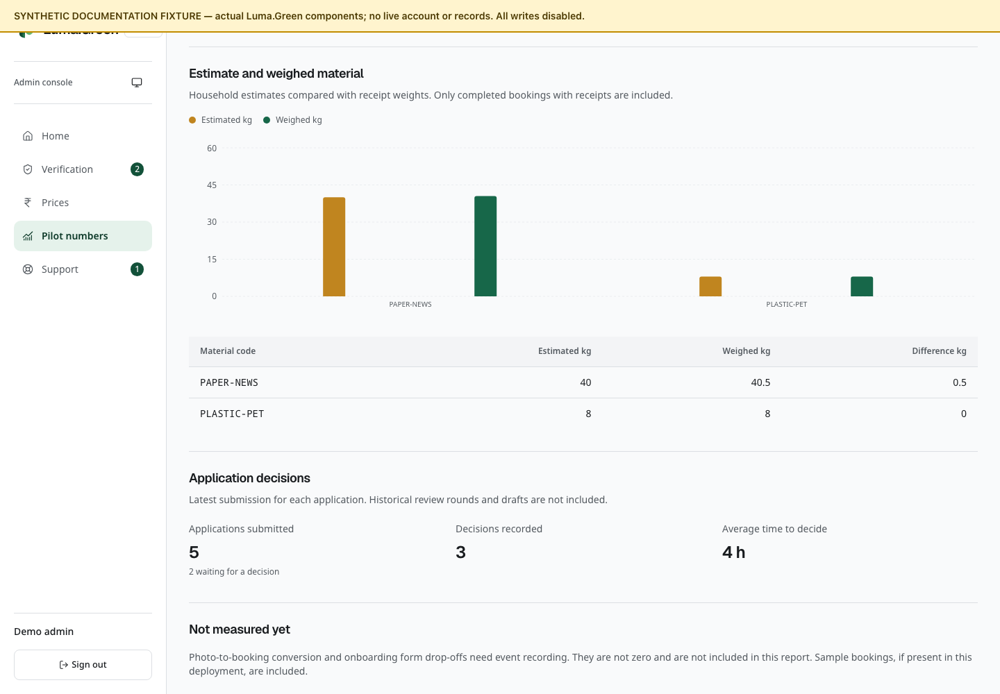 SYNTHETIC DOCUMENTATION FIXTURE — actual Luma.Green components; no live account or records. All writes disabled.
Admin console
Home
Verification 2
Prices
Pilot numbers
Support 1
Demo admin
Sign out
Estimate and weighed material
Household estimates compared with receipt weights. Only completed bookings with receipts are included.
Estimated kg Weighed kg
60
45
30
15
0
PAPER-NEWS PLASTIC-PET
Material code Estimated kg Weighed kg Difference kg
PAPER-NEWS 40 40.5 0.5
PLASTIC-PET 8 8 0
Application decisions
Latest submission for each application. Historical review rounds and drafts are not included.
Applications submitted Decisions recorded Average time to decide
5 3 4 h
2 waiting for a decision
Not measured yet
Photo-to-booking conversion and onboarding form drop-offs need event recording. They are not zero and are not included in this report. Sample bookings, if present in this
deployment, are included.